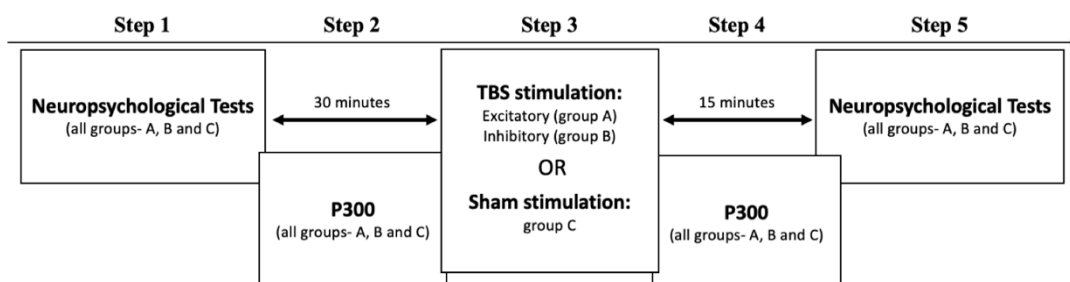 Step 1 Step 2 Step 3 Step 4 Step 5
Neuropsychological Tests
(all groups- A, B and C)
30 minutes
P300
(all groups- A, B and C)
TBS stimulation:
Excitatory (group A)
Inhibitory (group B)
OR
Sham stimulation:
group C
15 minutes
P300
(all groups- A, B and C)
Neuropsychological Tests
(all groups- A, B and C)